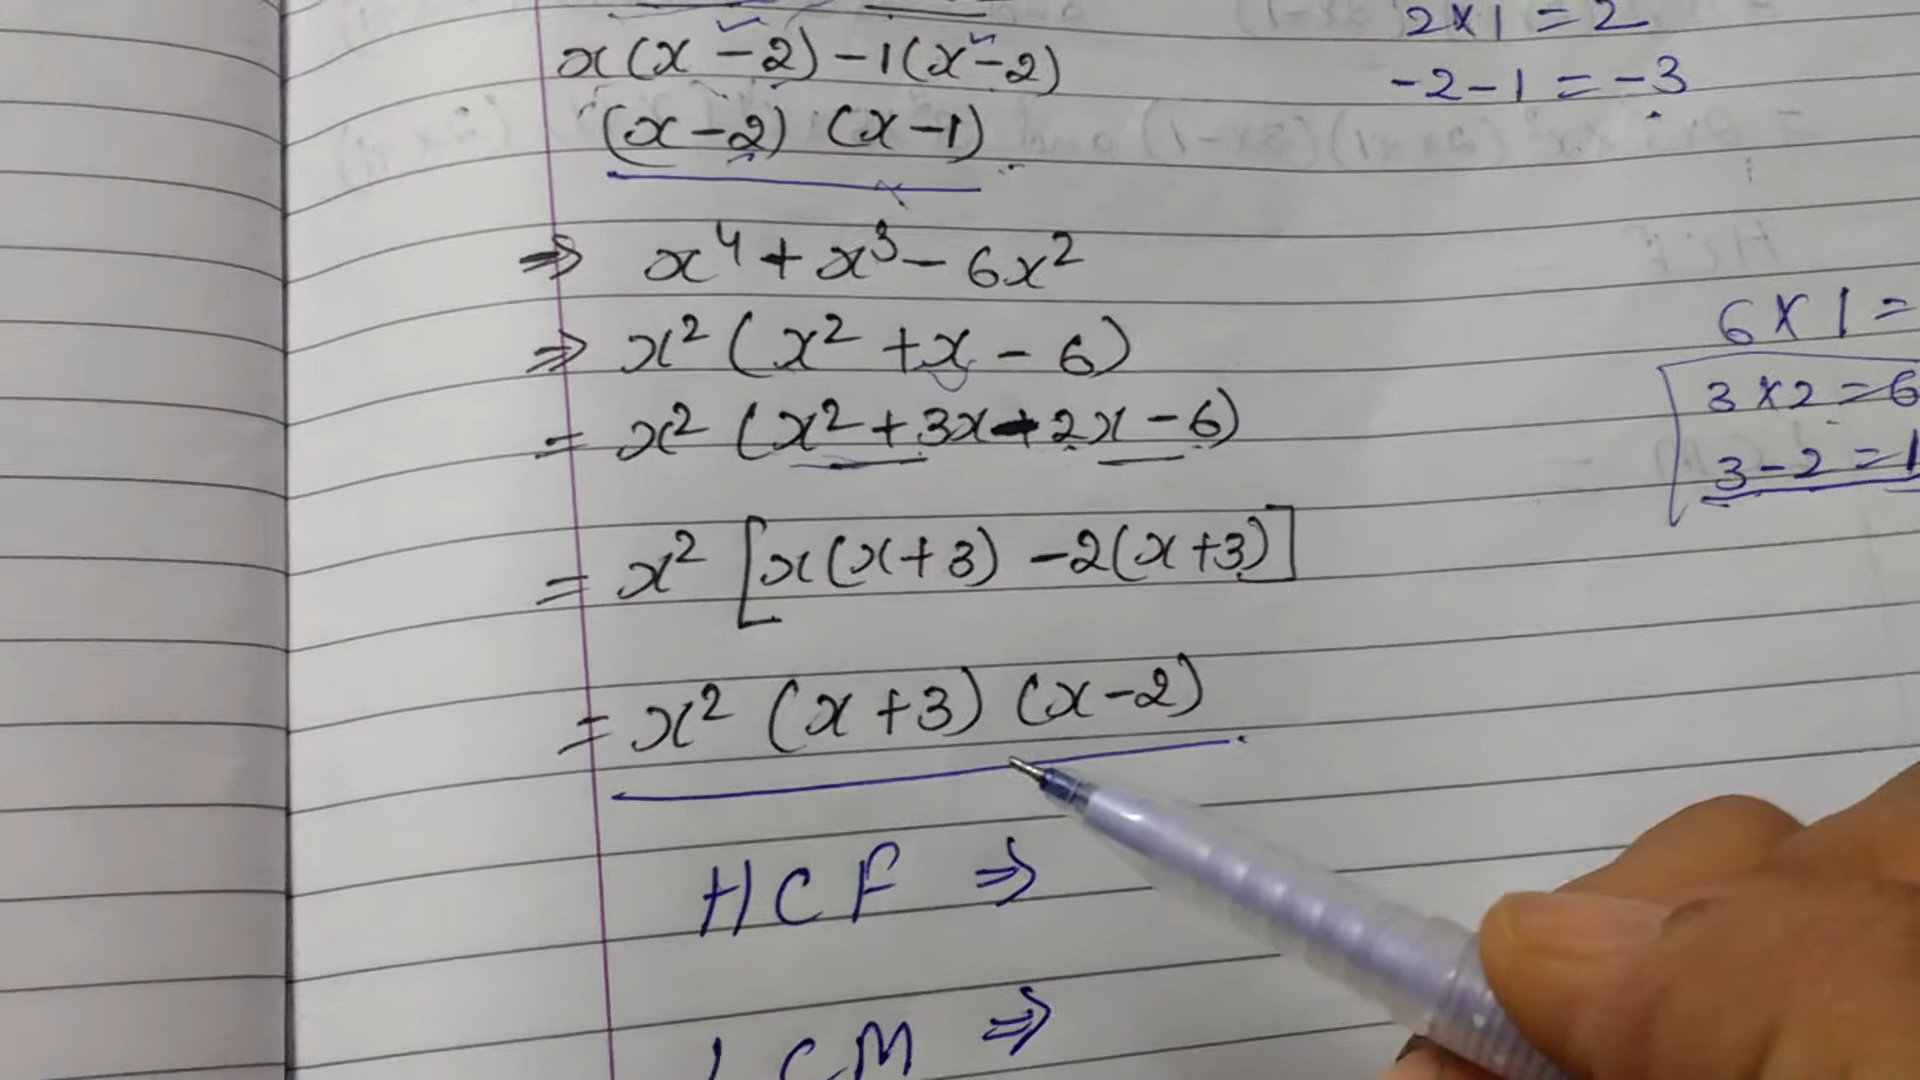 x(x-2)-1(x-2)
(x-2) (x-1)
2×1=2
-2-1=-3
⇒ x⁴+x³-6x²
⇒ x²(x²+x-6)
= x²(x²+3x-2x-6)
6×1=
3×2=6
3-2=1
= x²[x(x+3)-2(x+3)]
= x²(x+3)(x-2)
HCF ⇒
LCM ⇒